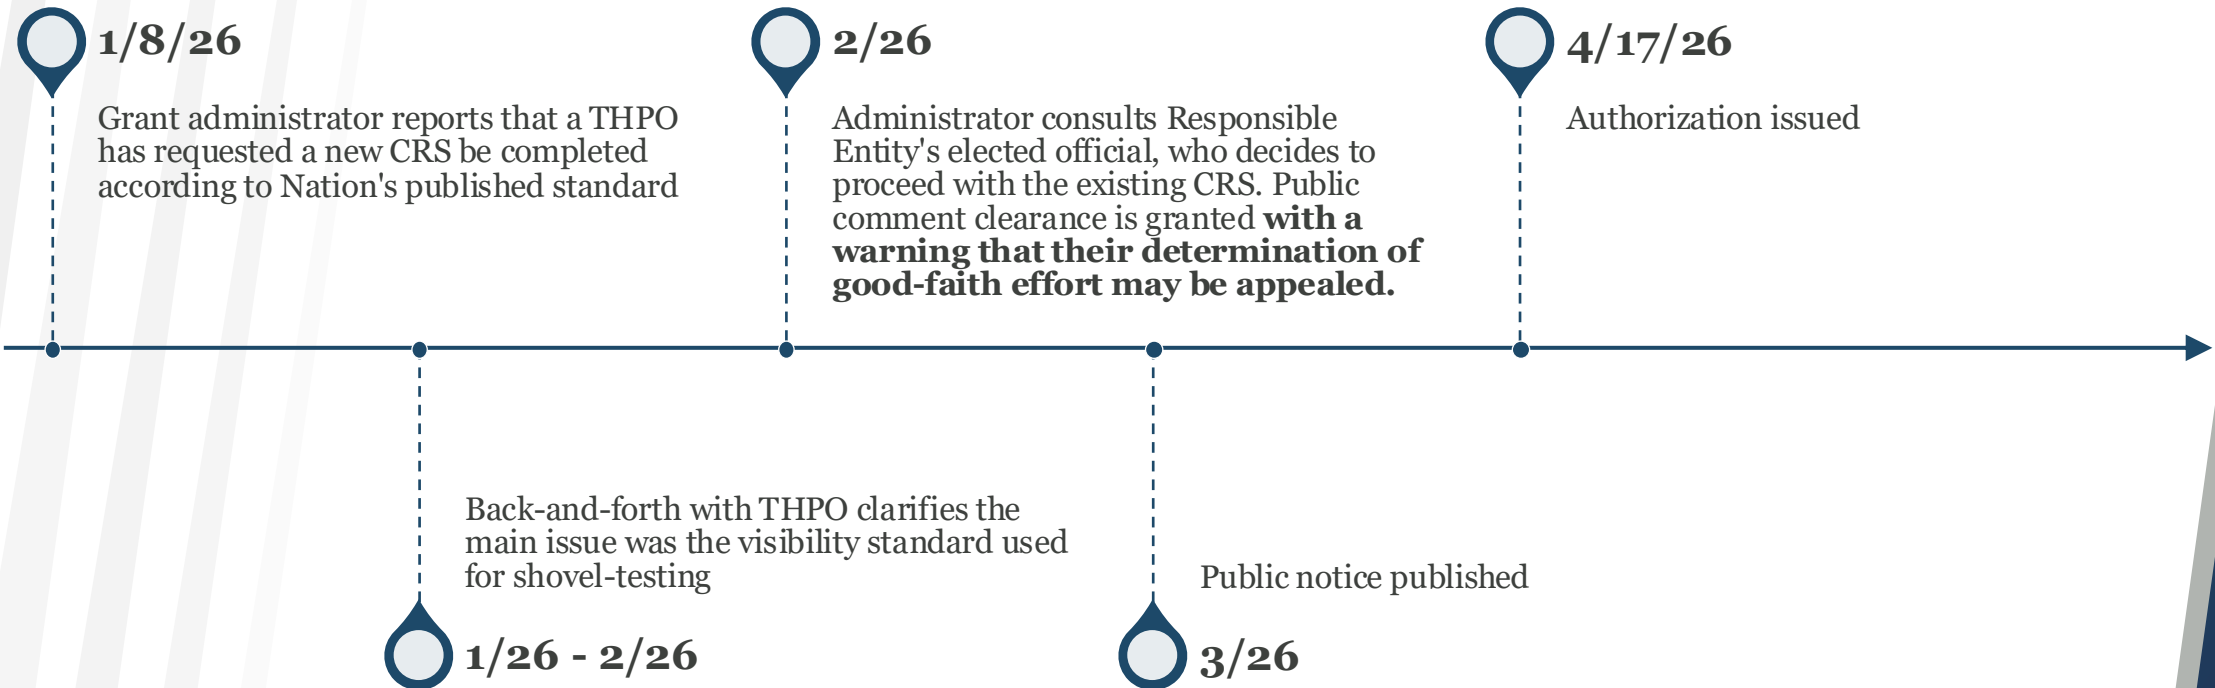 1/8/26
Grant administrator reports that a THPO
has requested a new CRS be completed
according to Nation's published standard
1/26 - 2/26
Back-and-forth with THPO clarifies the
main issue was the visibility standard used
for shovel-testing
2/26
Administrator consults Responsible
Entity's elected official, who decides to
proceed with the existing CRS. Public
comment clearance is granted with a
warning that their determination of
good-faith effort may be appealed.
3/26
Public notice published
4/17/26
Authorization issued